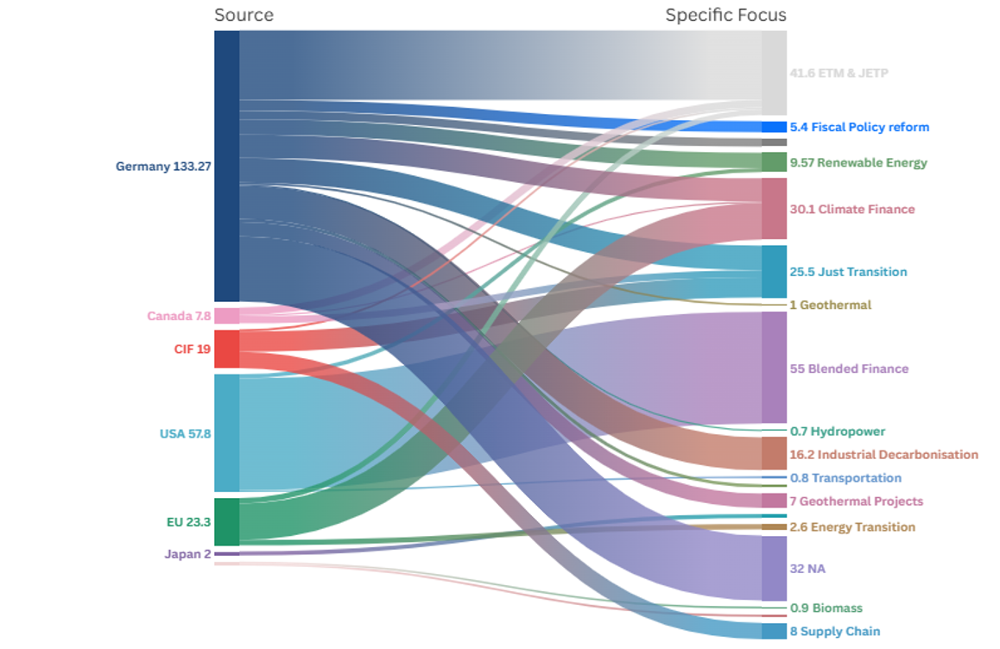 Source
Specific Focus
41.6 ETM & JETP
5.4 Fiscal Policy reform
Germany 133.27
9.57 Renewable Energy
30.1 Climate Finance
25.5 Just Transition
1 Geothermal
Canada 7.8
CIF 19
55 Blended Finance
USA 57.8
0.7 Hydropower
16.2 Industrial Decarbonisation
0.8 Transportation
7 Geothermal Projects
EU 23.3
2.6 Energy Transition
Japan 2
32 NA
0.9 Biomass
8 Supply Chain